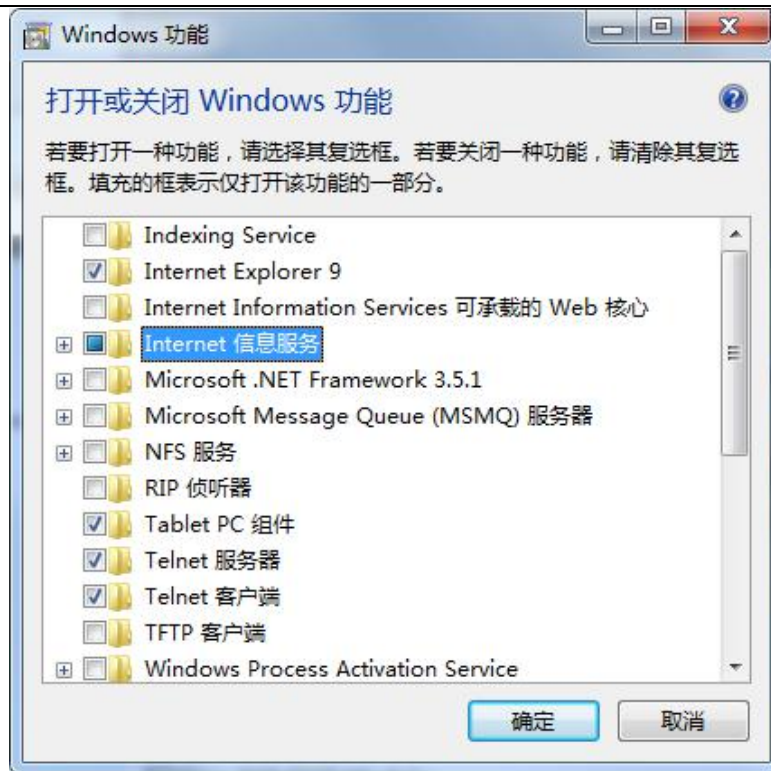 Windows 功能
打开或关闭 Windows 功能
若要打开一种功能，请选择其复选框。若要关闭一种功能，请清除其复选
框。填充的框表示仅打开该功能的一部分。
Indexing Service
Internet Explorer 9
Internet Information Services 可承载的 Web 核心
Internet 信息服务
Microsoft .NET Framework 3.5.1
Microsoft Message Queue (MSMQ) 服务器
NFS 服务
RIP 侦听器
Tablet PC 组件
Telnet 服务器
Telnet 客户端
TFTP 客户端
Windows Process Activation Service
确定 取消